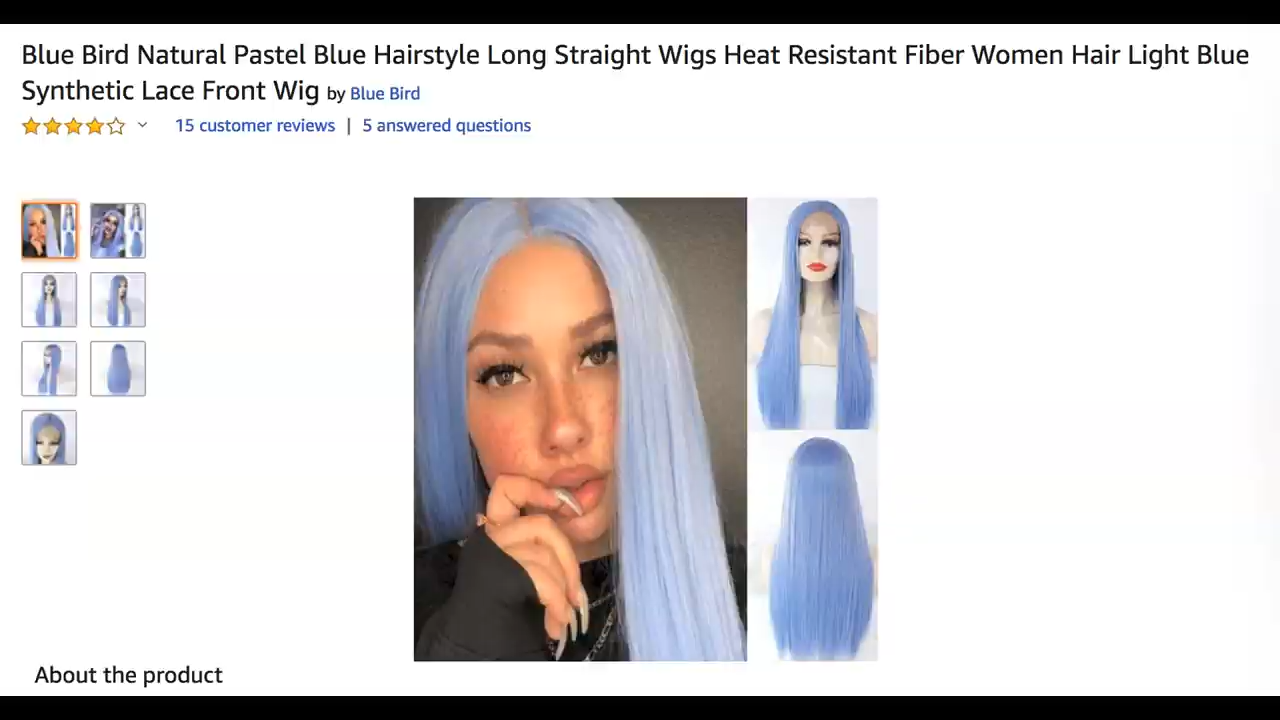 Blue Bird Natural Pastel Blue Hairstyle Long Straight Wigs Heat Resistant Fiber Women Hair Light Blue
Synthetic Lace Front Wig by Blue Bird
15 customer reviews | 5 answered questions
About the product